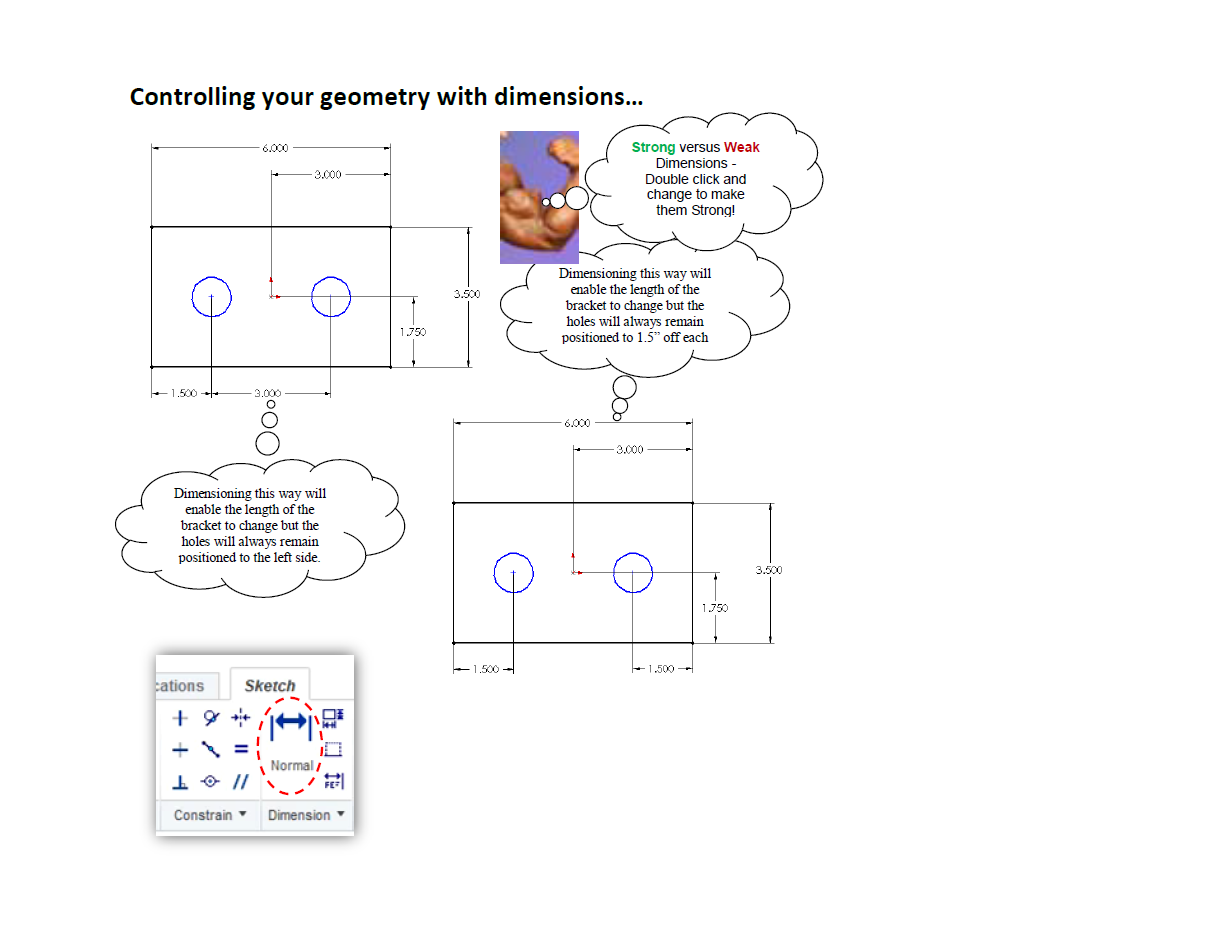 Controlling your geometry with dimensions…
6.000
3.000
3.500
1.750
1.500
3.000
Strong versus Weak
Dimensions -
Double click and
change to make
them Strong!
Dimensioning this way will
enable the length of the
bracket to change but the
holes will always remain
positioned to 1.5” off each
Dimensioning this way will
enable the length of the
bracket to change but the
holes will always remain
positioned to the left side.
6.000
3.000
3.500
1.750
1.500
1.500
cations
Sketch
Normal
Constrain
Dimension